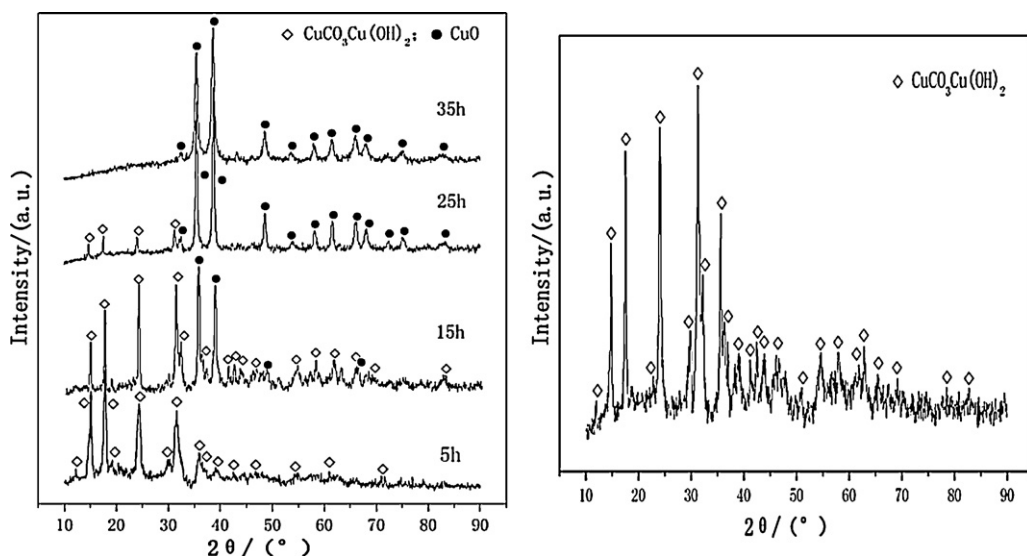 ◇ CuCO₃Cu(OH)₂; ● CuO
35h
25h
15h
5h
Intensity/(a.u.)
10 20 30 40 50 60 70 80 90
2θ/(°)
◇ CuCO₃Cu(OH)₂
Intensity/(a.u.)
10 20 30 40 50 60 70 80 90
2θ/(°)